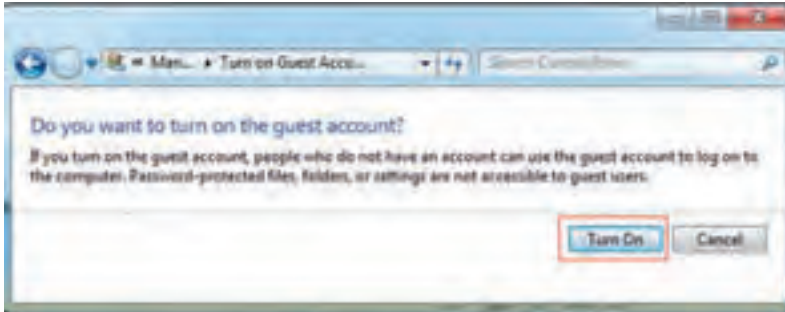 Man... Turn on Guest Acco...
Search Control Panel
Do you want to turn on the guest account?
If you turn on the guest account, people who do not have an account can use the guest account to log on to
the computer. Password-protected files, folders, or settings are not accessible to guest users.
Turn On
Cancel